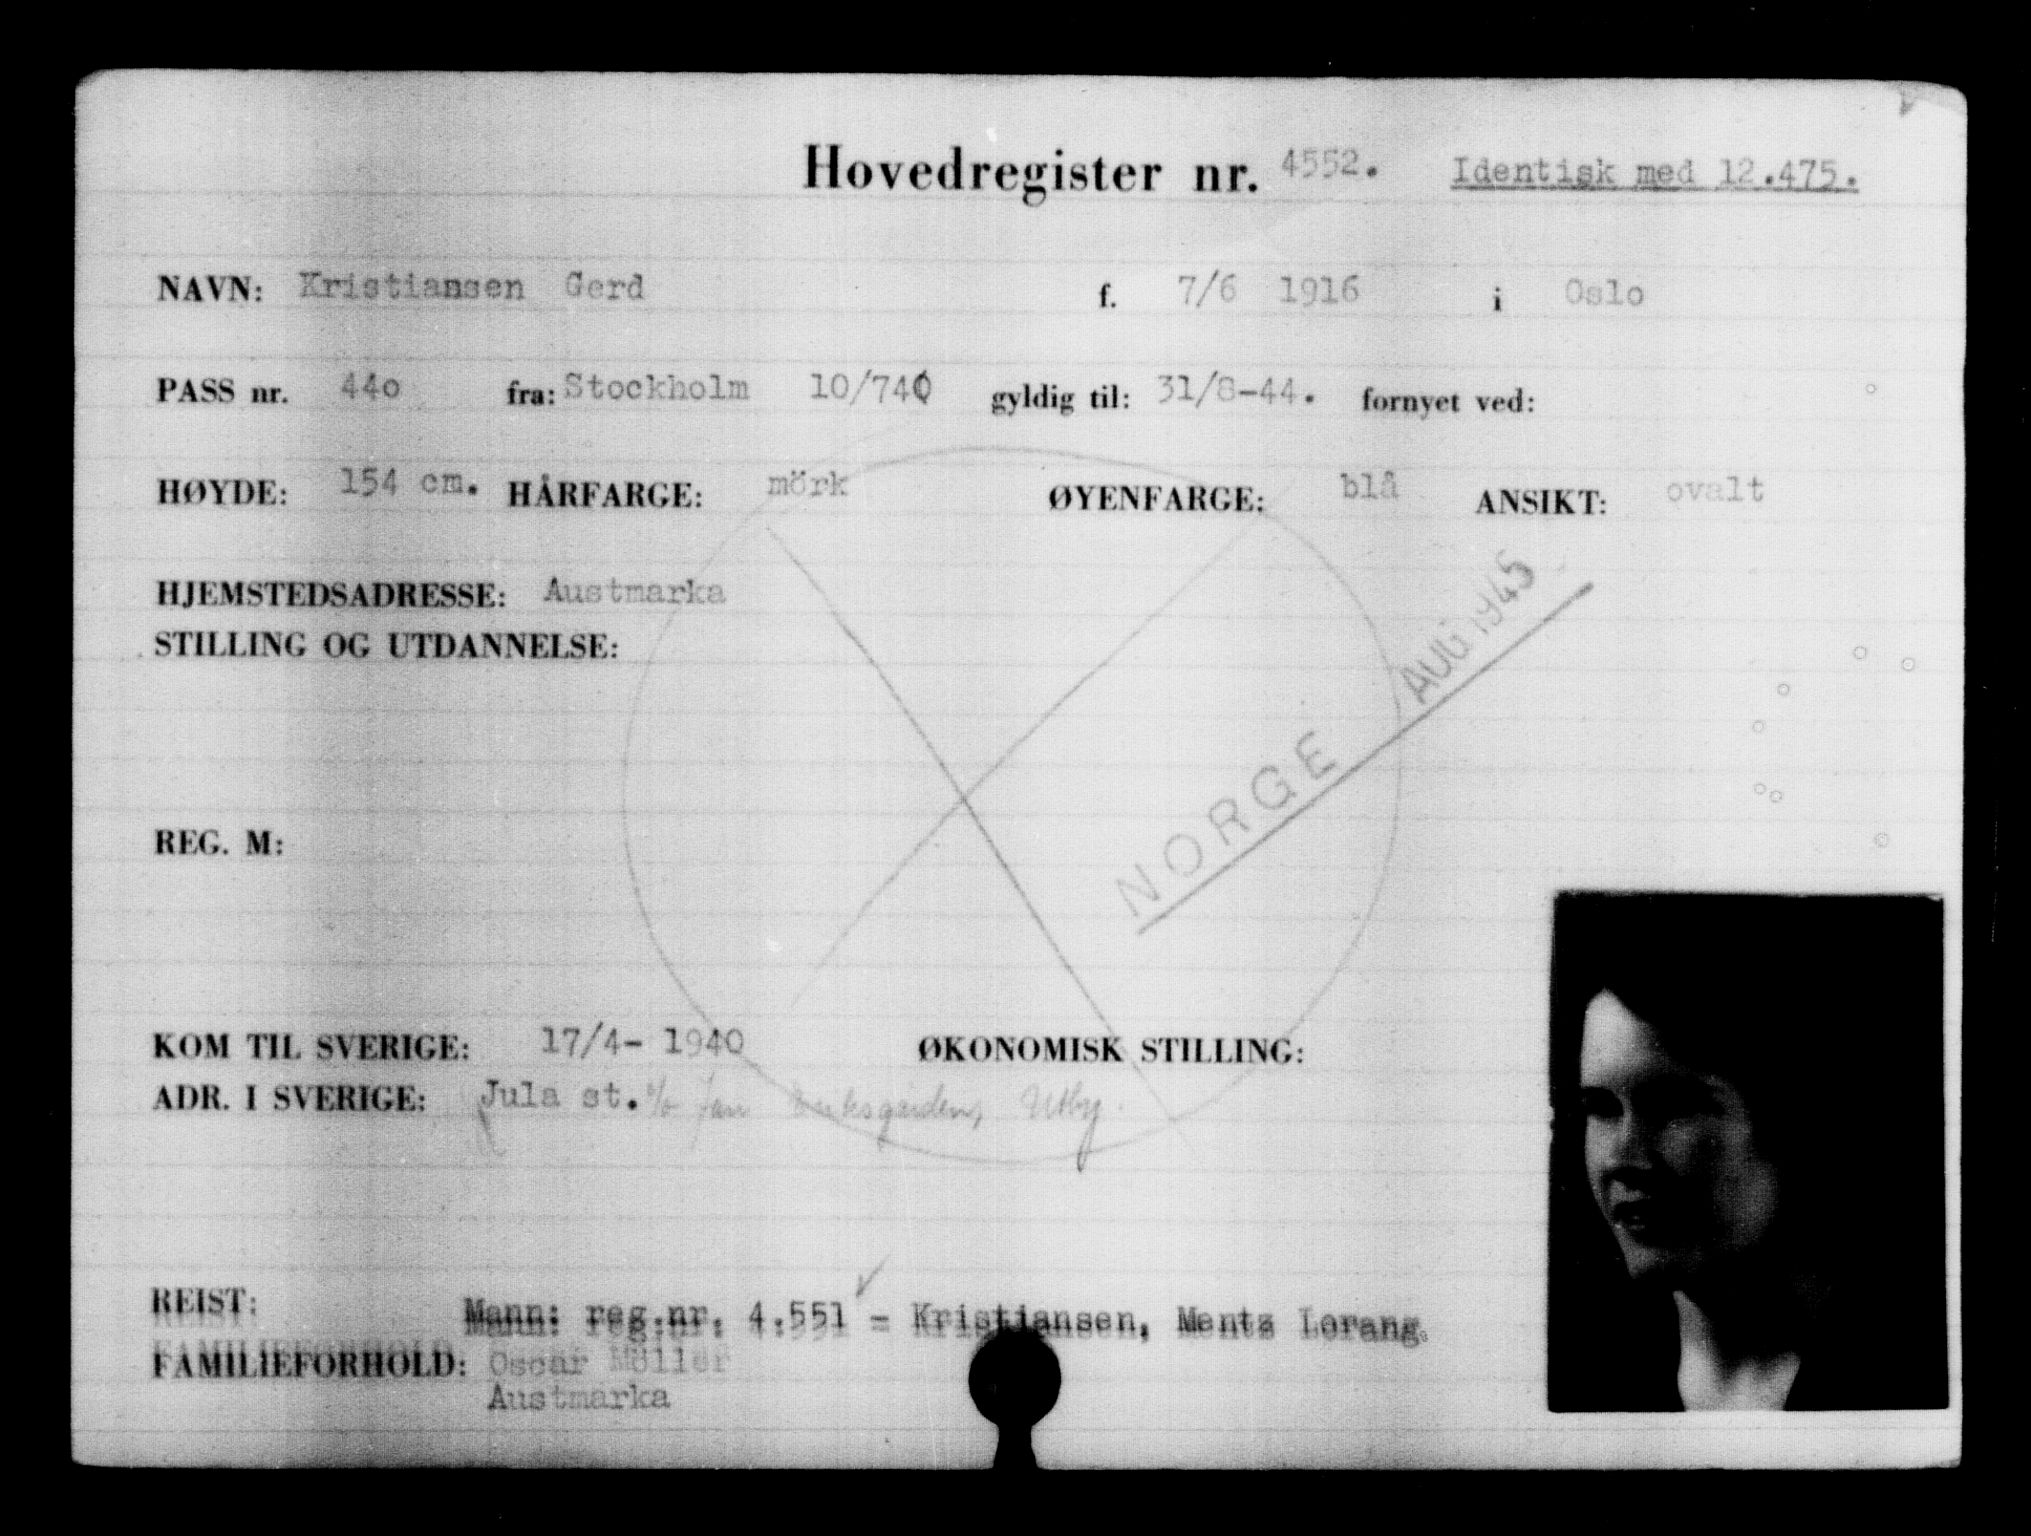 Hovedregister nr. 4552. Identisk med 12.475.
NAVN: Kristiansen Gerd f. 7/6 1916 i Oslo
PASS nr. 44o fra: Stockholm 10/740 gyldig til: 31/8-44. fornyet ved:
HØYDE: 154 cm. HÅRFARGE: mörk ØYENFARGE: blå ANSIKT: ovalt
HJEMSTEDSADRESSE: Austmarka
STILLING OG UTDANNELSE:
NORGE AUG 1945
REG. M:
KOM TIL SVERIGE: 17/4- 1940 ØKONOMISK STILLING:
ADR. I SVERIGE: Jula st. Utby.
REIST:
Mann: reg.nr. 4.551 = Kristiansen, Mentz Lorang.
FAMILIEFORHOLD: Oscar Möller
Austmarka